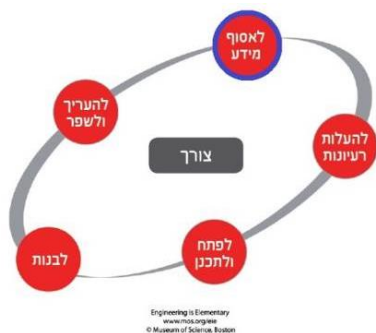 לאסוף
מידע
להעלות
רעיונות
לפתח
ולתכנן
לבנות
להעריך
ולשפר
צורך
Engineering is Elementary
www.mos.org/eie
© Museum of Science, Boston